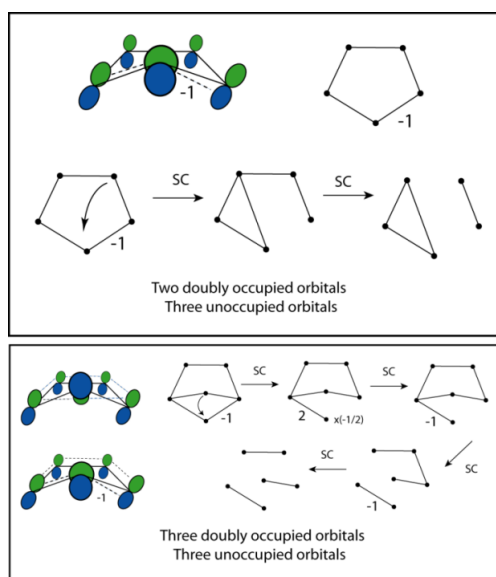 -1
-1
SC
SC
-1
Two doubly occupied orbitals
Three unoccupied orbitals
SC
SC
-1
2
x(-1/2)
-1
SC
SC
-1
-1
Three doubly occupied orbitals
Three unoccupied orbitals